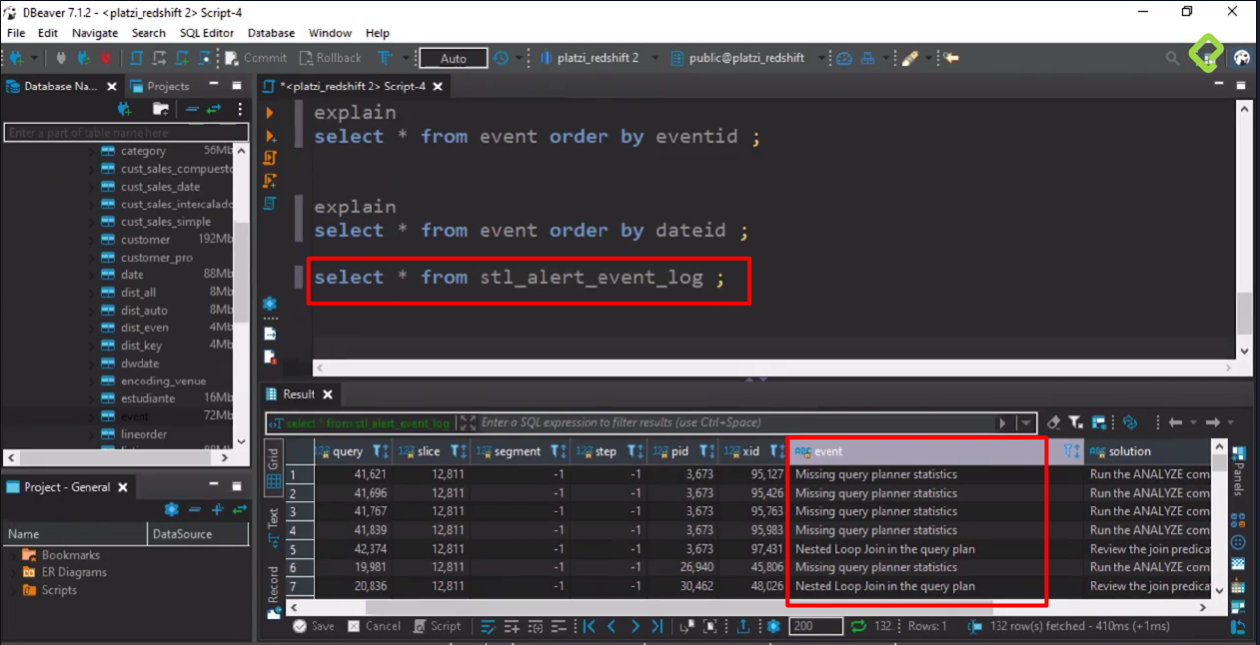 DBeaver 7.1.2 - <platzi_redshift 2> Script-4
File Edit Navigate Search SQL Editor Database Window Help
Commit Rollback Auto platzi_redshift 2 public@platzi_redshift
Database Na... Projects
*<platzi_redshift 2> Script-4
Enter a part of table name here
category 56Mb
cust_sales_compuesto
cust_sales_date
cust_sales_intercalado
cust_sales_simple
customer 192Mb
customer_pro
date 88Mb
dist_all 8Mb
dist_auto 8Mb
dist_even 4Mb
dist_key 4Mb
dwdate
encoding_venue
estudiante 16Mb
event 72Mb
lineorder
explain
select * from event order by eventid ;
explain
select * from event order by dateid ;
select * from stl_alert_event_log ;
Project - General
Name DataSource
Bookmarks
ER Diagrams
Scripts
Result
select * from stl_alert_event_log Enter a SQL expression to filter results (use Ctrl+Space)
Grid
Text
Record
123 query 123 slice 123 segment 123 step 123 pid 123 xid ABC event ABC solution
1 41,621 12,811 -1 -1 3,673 95,127 Missing query planner statistics Run the ANALYZE com
2 41,696 12,811 -1 -1 3,673 95,426 Missing query planner statistics Run the ANALYZE com
3 41,767 12,811 -1 -1 3,673 95,763 Missing query planner statistics Run the ANALYZE com
4 41,839 12,811 -1 -1 3,673 95,983 Missing query planner statistics Run the ANALYZE com
5 42,374 12,811 -1 -1 3,673 97,431 Nested Loop Join in the query plan Review the join predica
6 19,981 12,811 -1 -1 26,940 45,806 Missing query planner statistics Run the ANALYZE com
7 20,836 12,811 -1 -1 30,462 48,026 Nested Loop Join in the query plan Review the join predica
Panels
Save Cancel Script 200 132 Rows: 1 132 row(s) fetched - 410ms (+1ms)